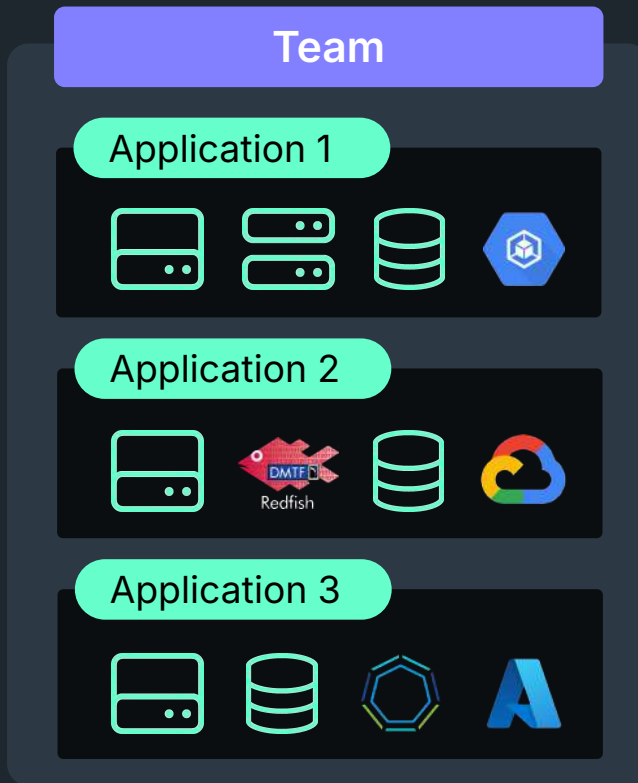 Team
Application 1
Application 2
DMTF
Redfish
Application 3